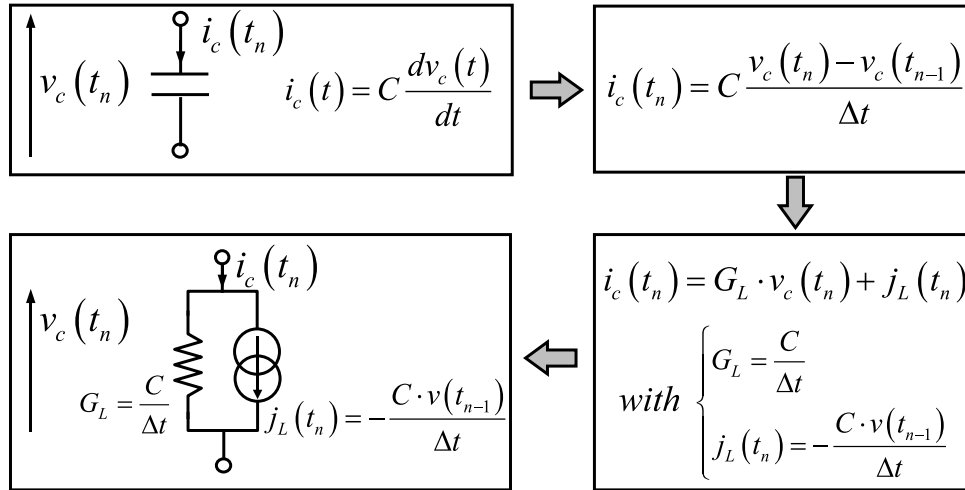 i_c(t_n)
v_c(t_n)
i_c(t) = C dv_c(t)/dt
i_c(t_n) = C (v_c(t_n) − v_c(t_{n−1}))/Δt
i_c(t_n) = G_L · v_c(t_n) + j_L(t_n)
with { G_L = C/Δt
j_L(t_n) = − C · v(t_{n−1})/Δt
i_c(t_n)
v_c(t_n)
G_L = C/Δt
j_L(t_n) = − C · v(t_{n−1})/Δt